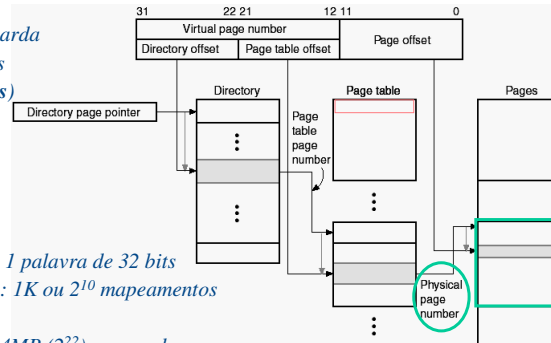 31 22 21 12 11 0
Virtual page number
Directory offset Page table offset
Page offset
s
s)
Directory page pointer
Directory
Page table
Pages
Page
table
page
number
1 palavra de 32 bits
: 1K ou 2¹⁰ mapeamentos
Physical
page
number